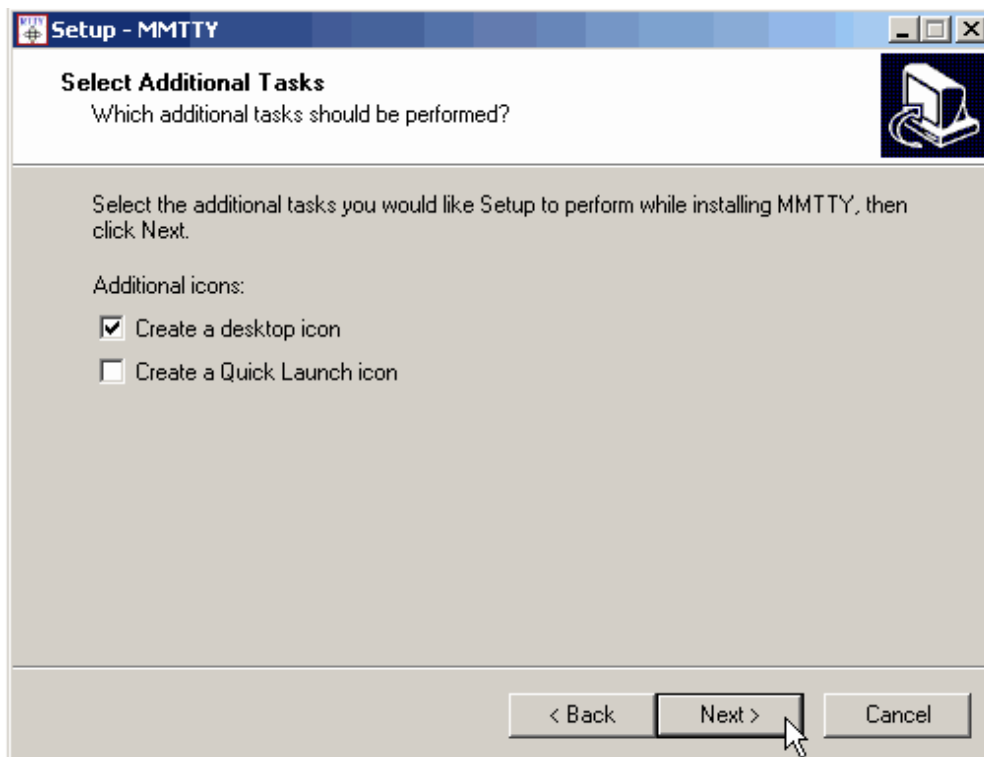 Setup - MMTTY
Select Additional Tasks
Which additional tasks should be performed?
Select the additional tasks you would like Setup to perform while installing MMTTY, then
click Next.
Additional icons:
Create a desktop icon
Create a Quick Launch icon
< Back
Next >
Cancel